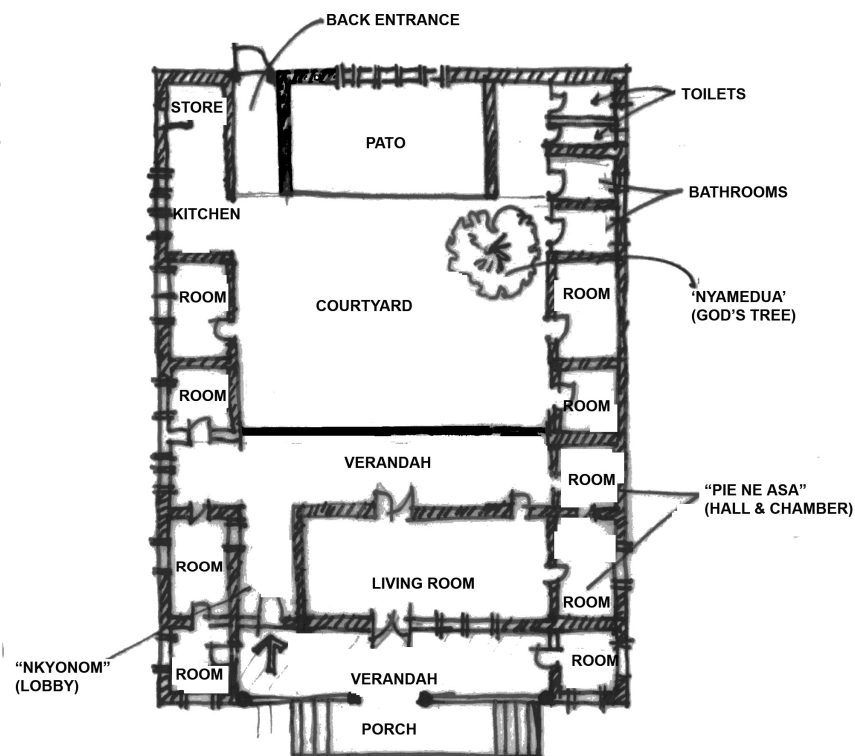 BACK ENTRANCE
STORE
TOILETS
PATO
BATHROOMS
KITCHEN
ROOM
ROOM
'NYAMEDUA'
(GOD'S TREE)
COURTYARD
ROOM
ROOM
VERANDAH
ROOM
"PIE NE ASA"
(HALL & CHAMBER)
ROOM
LIVING ROOM
ROOM
"NKYONOM"
(LOBBY)
ROOM
VERANDAH
ROOM
PORCH